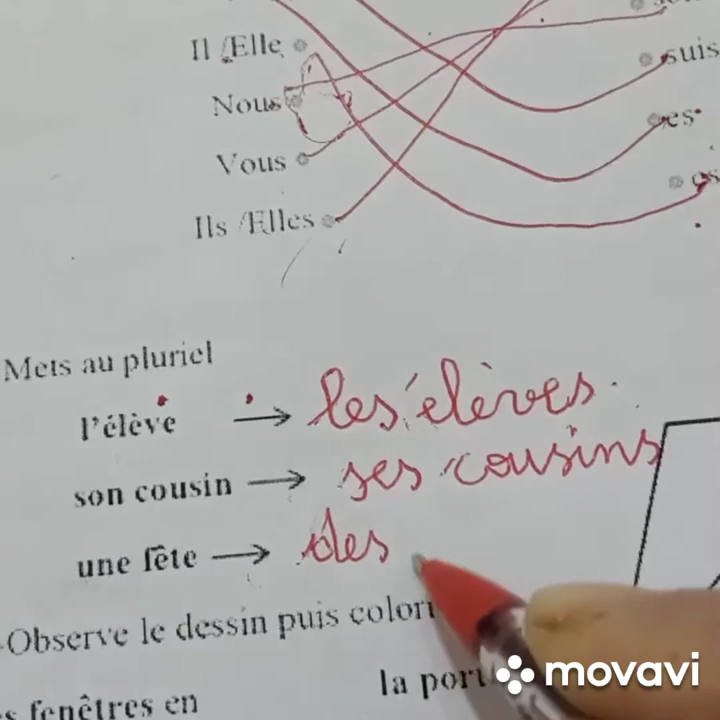 Il /Elle
suis
Nous
es
Vous
es
Ils /Elles
Mets au pluriel
l'élève → les élèves
son cousin → ses cousins
une fête → des
Observe le dessin puis colori
la port
fenêtres en
movavi